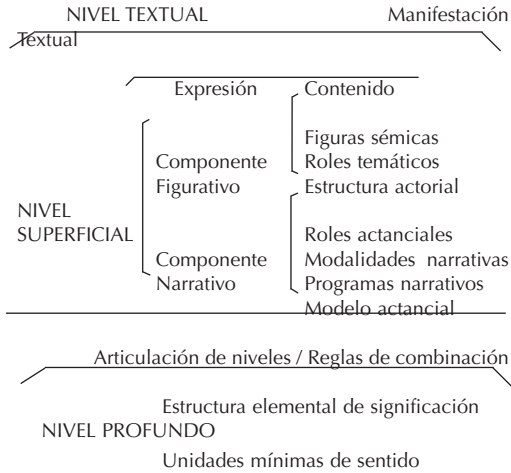 NIVEL TEXTUAL Manifestación
Textual
Expresión Contenido
Figuras sémicas
Componente Roles temáticos
Figurativo Estructura actorial
NIVEL
SUPERFICIAL Roles actanciales
Componente Modalidades narrativas
Narrativo Programas narrativos
Modelo actancial
Articulación de niveles / Reglas de combinación
Estructura elemental de significación
NIVEL PROFUNDO
Unidades mínimas de sentido